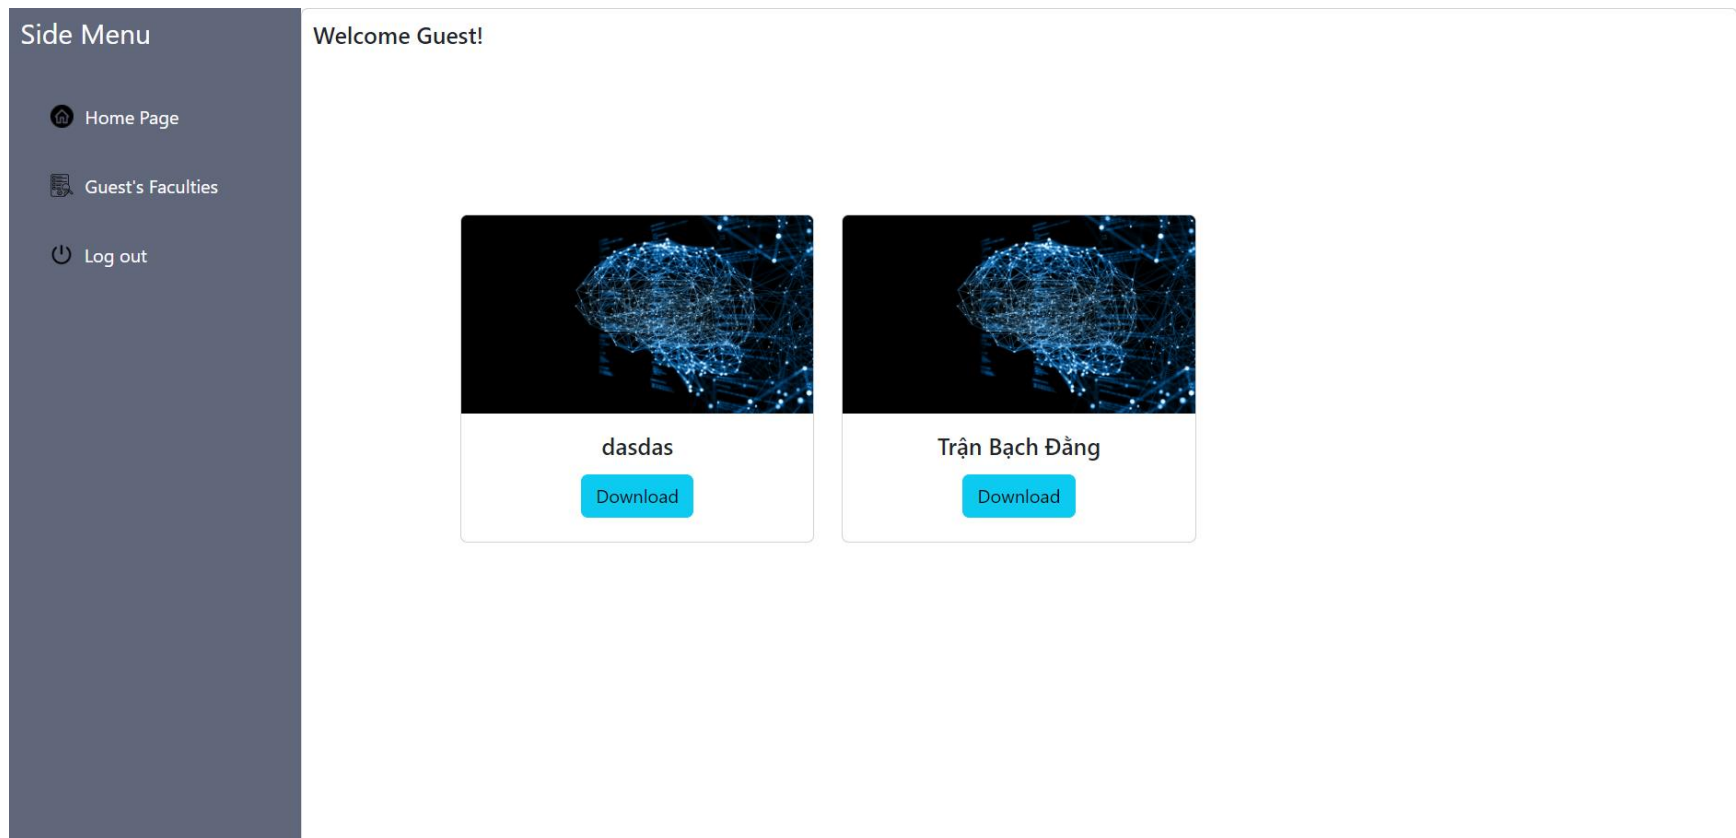 Side Menu
Welcome Guest!
Home Page
Guest's Faculties
Log out
dasdas
Trận Bạch Đằng
Download
Download